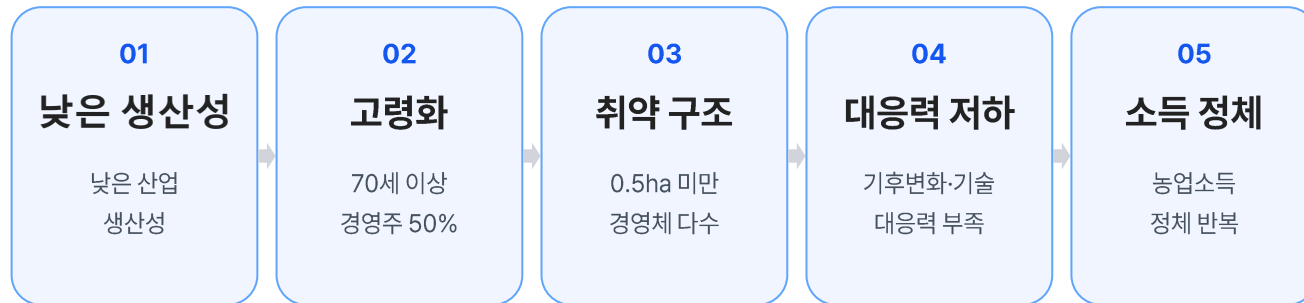 01
낮은 생산성
낮은 산업
생산성
02
고령화
70세 이상
경영주 50%
03
취약 구조
0.5ha 미만
경영체 다수
04
대응력 저하
기후변화·기술
대응력 부족
05
소득 정체
농업소득
정체 반복